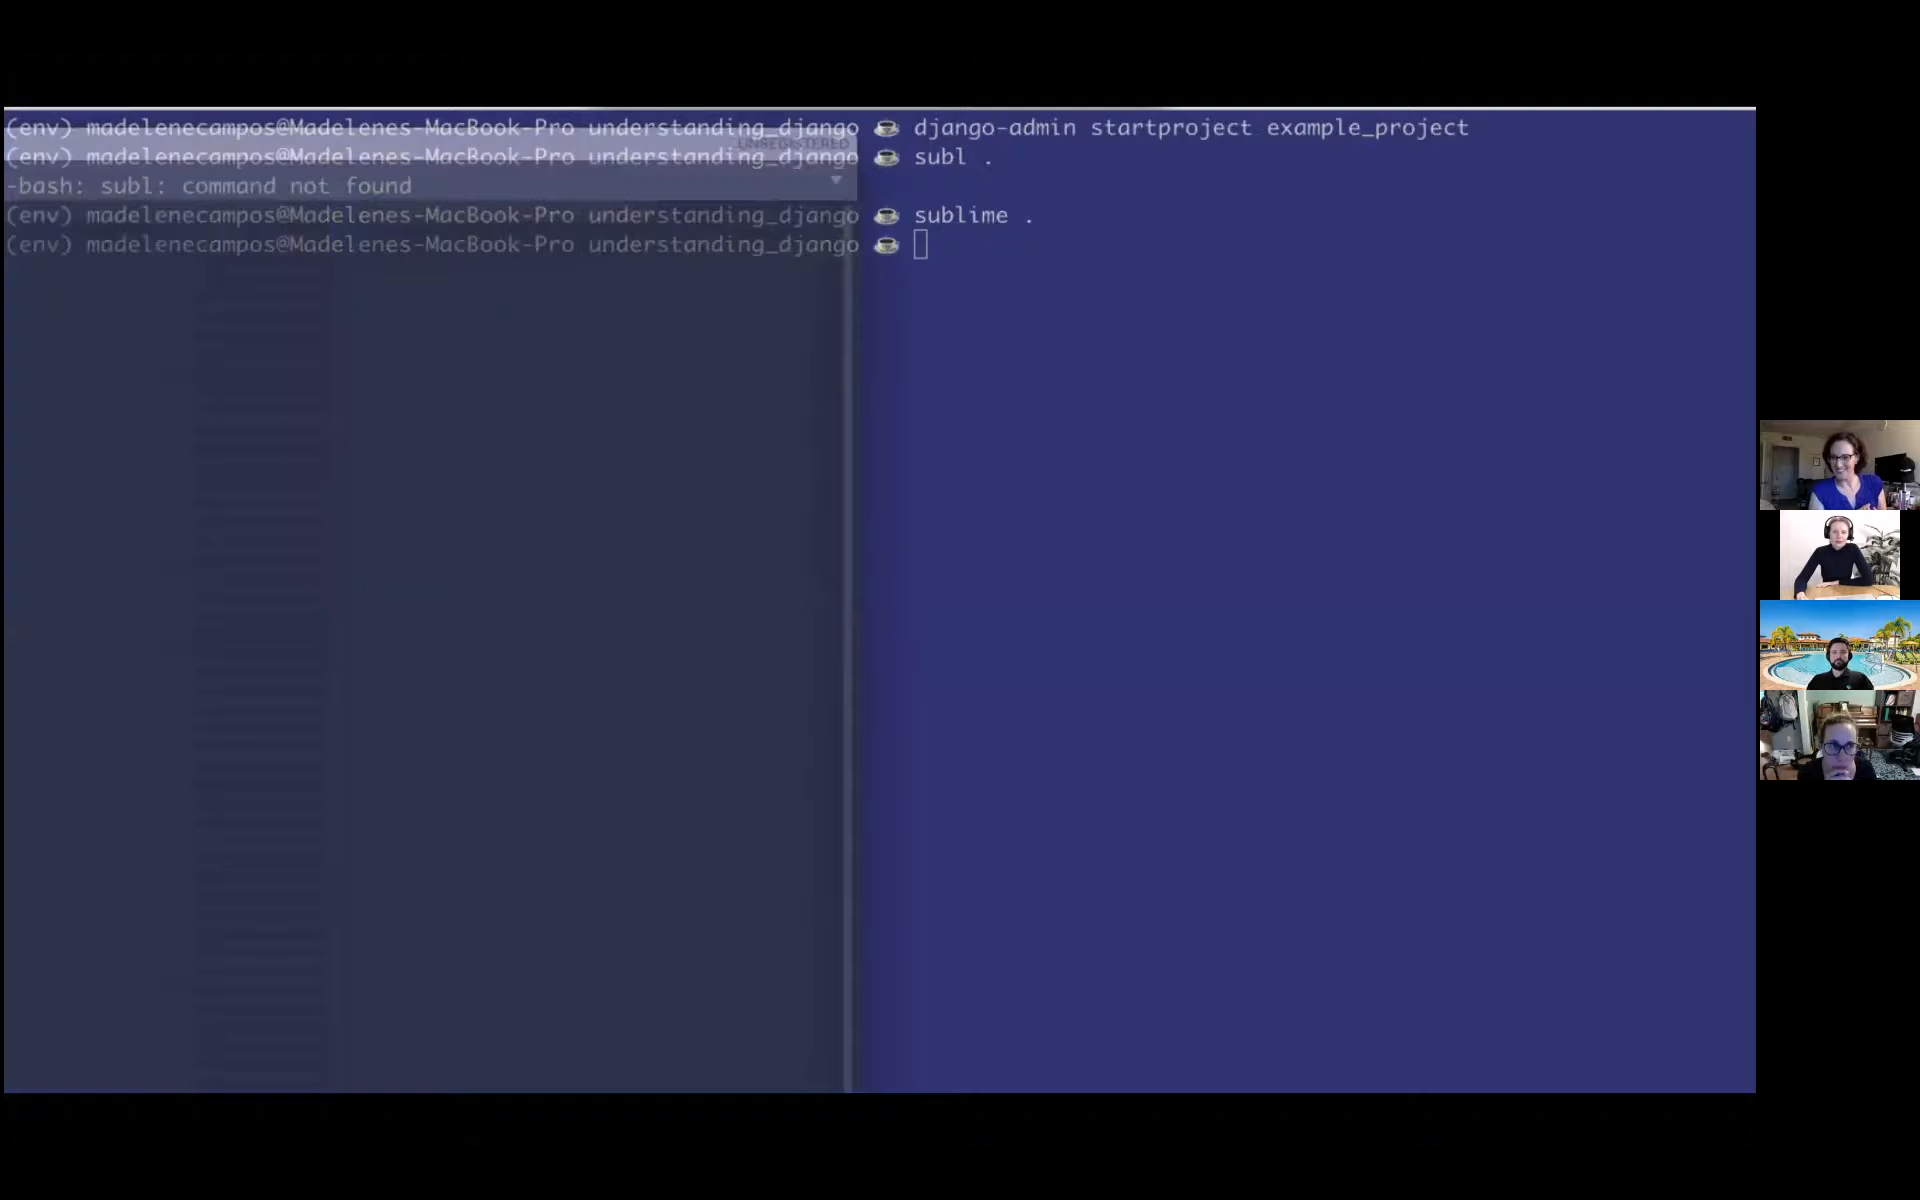 (env) madelenecampos@Madelenes-MacBook-Pro understanding_django ☕ django-admin startproject example_project
UNREGISTERED
(env) madelenecampos@Madelenes-MacBook-Pro understanding_django ☕ subl .
-bash: subl: command not found
(env) madelenecampos@Madelenes-MacBook-Pro understanding_django ☕ sublime .
(env) madelenecampos@Madelenes-MacBook-Pro understanding_django ☕